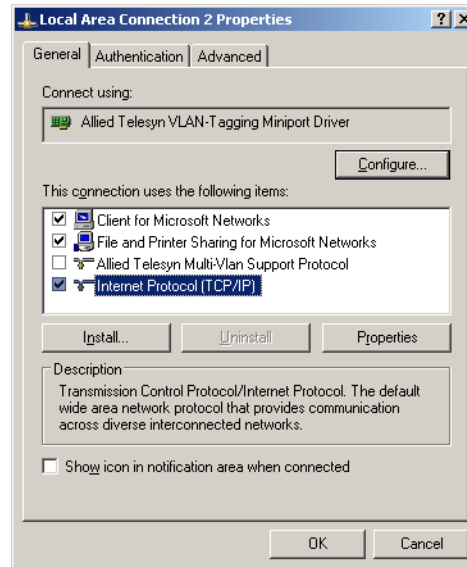 Local Area Connection 2 Properties
General Authentication Advanced
Connect using:
Allied Telesyn VLAN-Tagging Miniport Driver
Configure...
This connection uses the following items:
Client for Microsoft Networks
File and Printer Sharing for Microsoft Networks
Allied Telesyn Multi-Vlan Support Protocol
Internet Protocol (TCP/IP)
Install... Uninstall Properties
Description
Transmission Control Protocol/Internet Protocol. The default
wide area network protocol that provides communication
across diverse interconnected networks.
Show icon in notification area when connected
OK Cancel